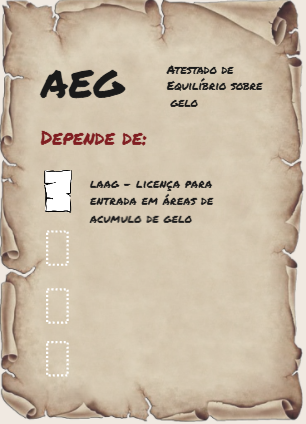 AEG
Atestado de
Equilíbrio sobre
gelo
Depende de:
LAAG - Licença para
entrada em áreas de
acumulo de gelo